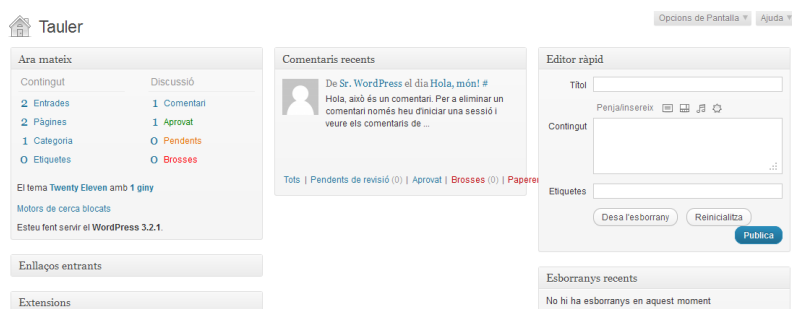 Tauler
Opcions de Pantalla
Ajuda
Ara mateix
Contingut
Discussió
2 Entrades
1 Comentari
2 Pàgines
1 Aprovat
1 Categoria
0 Pendents
0 Etiquetes
0 Brosses
El tema Twenty Eleven amb 1 giny
Motors de cerca blocats
Esteu fent servir el WordPress 3.2.1.
Enllaços entrants
Extensions
Comentaris recents
De Sr. WordPress el dia Hola, món! #
Hola, això és un comentari. Per a eliminar un
comentari només heu d'iniciar una sessió i
veure els comentaris de ...
Tots | Pendents de revisió (0) | Aprovat | Brosses (0) | Paperer
Editor ràpid
Títol
Penja/insereix
Contingut
Etiquetes
Desa l'esborrany
Reinicialitza
Publica
Esborranys recents
No hi ha esborranys en aquest moment